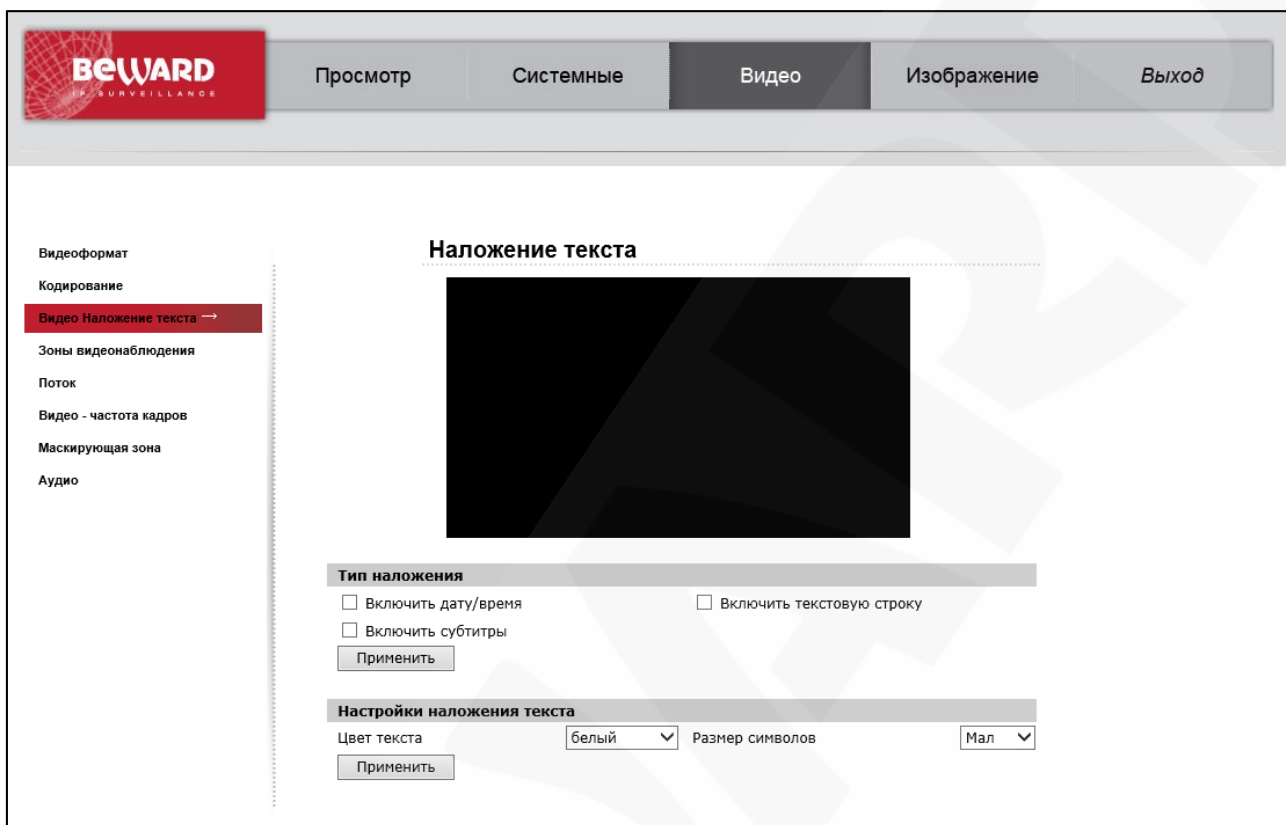 BEWARD
IP SURVEILLANCE
Просмотр
Системные
Видео
Изображение
Выход
Видеоформат
Кодирование
Видео Наложение текста →
Зоны видеонаблюдения
Поток
Видео - частота кадров
Маскирующая зона
Аудио
Наложение текста
Тип наложения
Включить дату/время
Включить текстовую строку
Включить субтитры
Применить
Настройки наложения текста
Цвет текста
белый
Размер символов
Мал
Применить